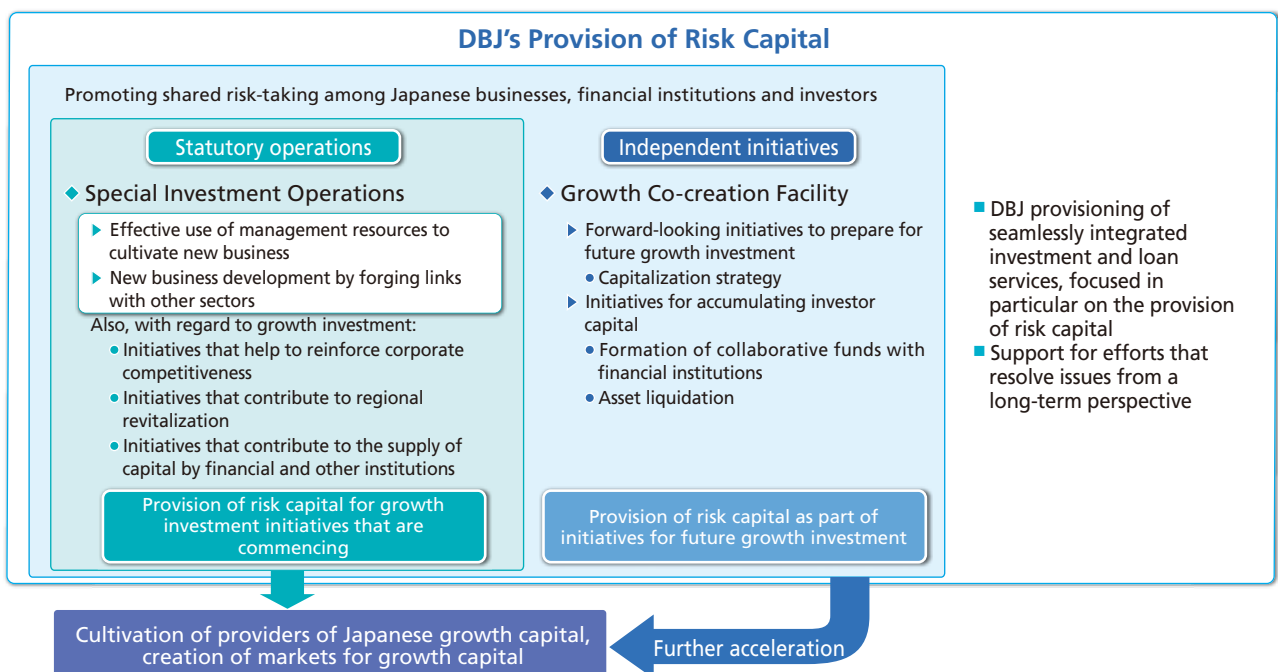 DBJ's Provision of Risk Capital
Promoting shared risk-taking among Japanese businesses, financial institutions and investors
Statutory operations
Special Investment Operations
Effective use of management resources to
cultivate new business
New business development by forging links
with other sectors
Also, with regard to growth investment:
Initiatives that help to reinforce corporate
competitiveness
Initiatives that contribute to regional
revitalization
Initiatives that contribute to the supply of
capital by financial and other institutions
Provision of risk capital for growth
investment initiatives that are
commencing
Independent initiatives
Growth Co-creation Facility
Forward-looking initiatives to prepare for
future growth investment
Capitalization strategy
Initiatives for accumulating investor
capital
Formation of collaborative funds with
financial institutions
Asset liquidation
Provision of risk capital as part of
initiatives for future growth investment
DBJ provisioning of
seamlessly integrated
investment and loan
services, focused in
particular on the provision
of risk capital
Support for efforts that
resolve issues from a
long-term perspective
Cultivation of providers of Japanese growth capital,
creation of markets for growth capital
Further acceleration